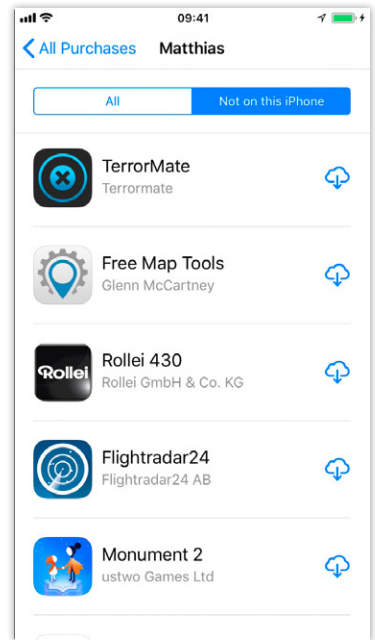 09:41
All Purchases Matthias
All Not on this iPhone
TerrorMate
Terrormate
Free Map Tools
Glenn McCartney
Rollei
Rollei 430
Rollei GmbH & Co. KG
Flightradar24
Flightradar24 AB
Monument 2
ustwo Games Ltd